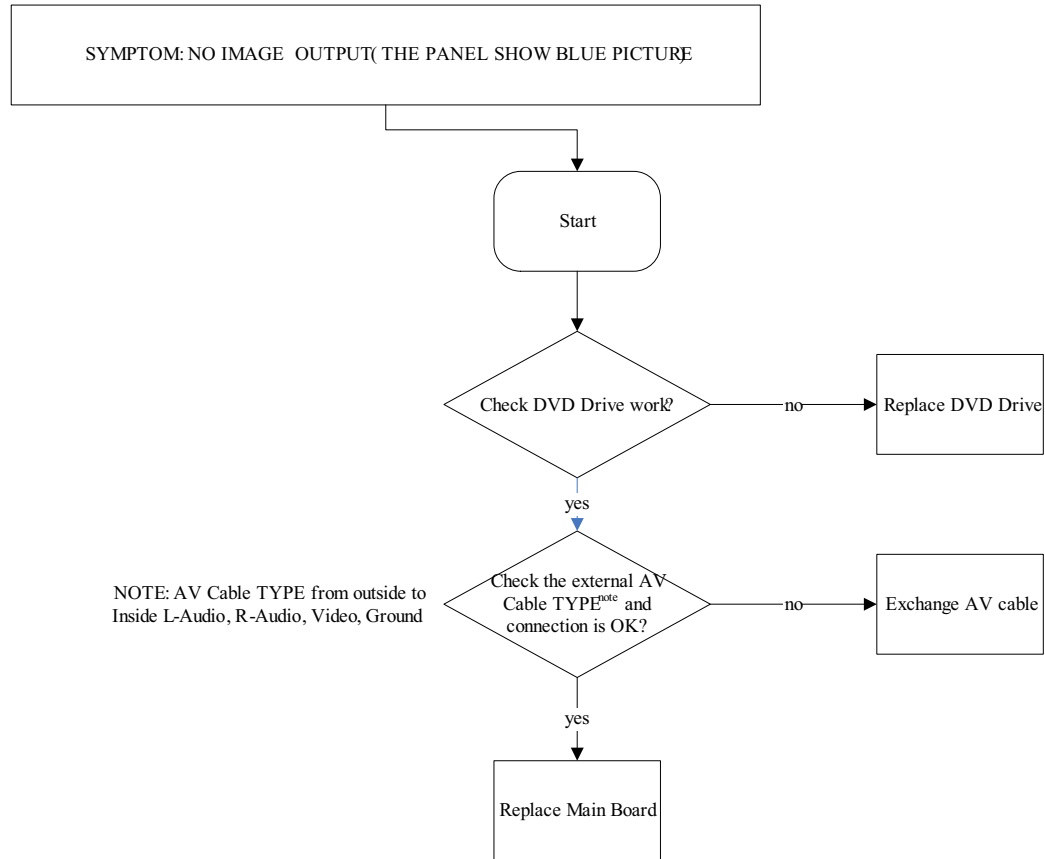 SYMPTOM: NO IMAGE OUTPUT( THE PANEL SHOW BLUE PICTURE)
Start
Check DVD Drive work?
no
Replace DVD Drive
yes
Check the external AV
Cable TYPEnote and
connection is OK?
no
Exchange AV cable
NOTE: AV Cable TYPE from outside to
Inside L-Audio, R-Audio, Video, Ground
yes
Replace Main Board